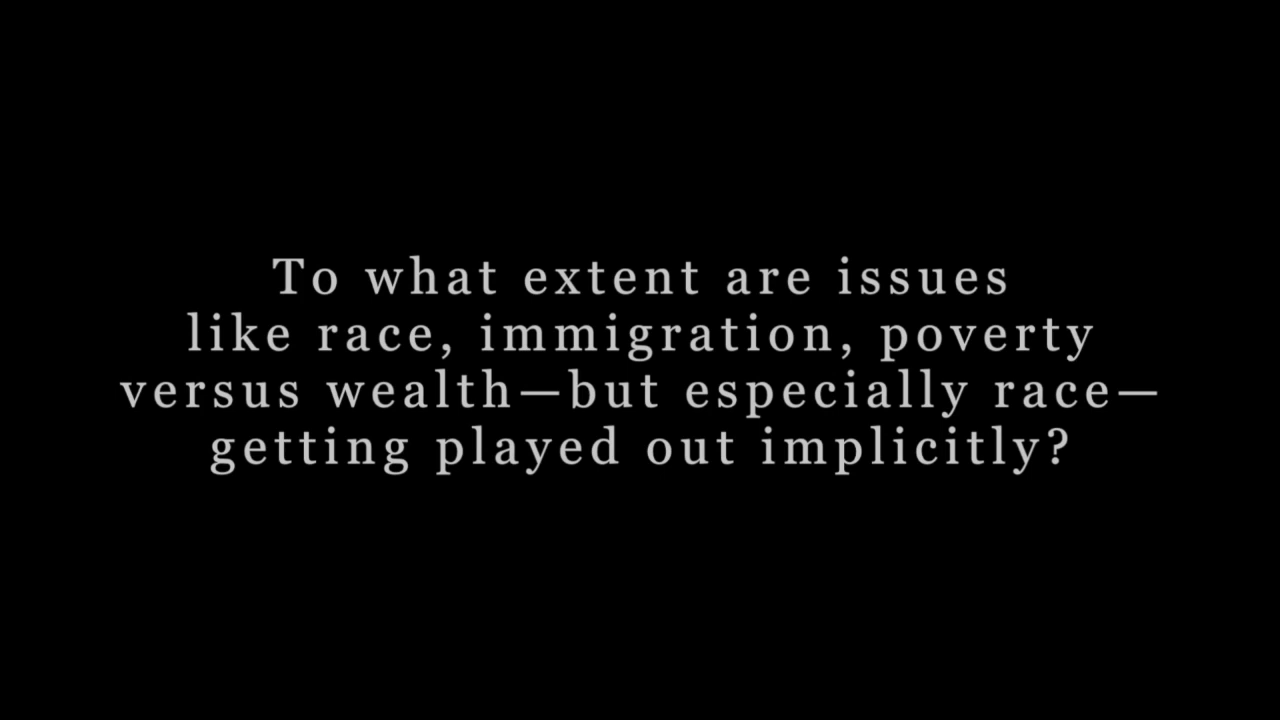 To what extent are issues
like race, immigration, poverty
versus wealth—but especially race—
getting played out implicitly?